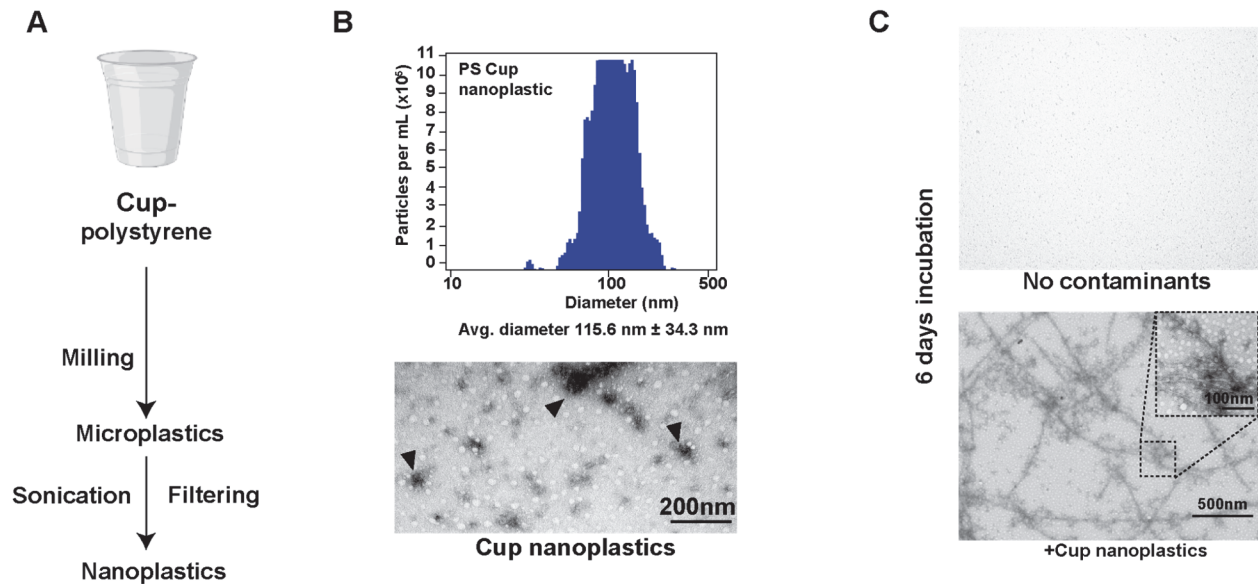 A
Cup-
polystyrene
Milling
Microplastics
Sonication
Filtering
Nanoplastics
B
11
10
9
8
7
6
5
4
3
2
1
0
Particles per mL (x10⁶)
PS Cup
nanoplastic
10
100
500
Diameter (nm)
Avg. diameter 115.6 nm ± 34.3 nm
200nm
Cup nanoplastics
C
6 days incubation
No contaminants
100nm
500nm
+Cup nanoplastics